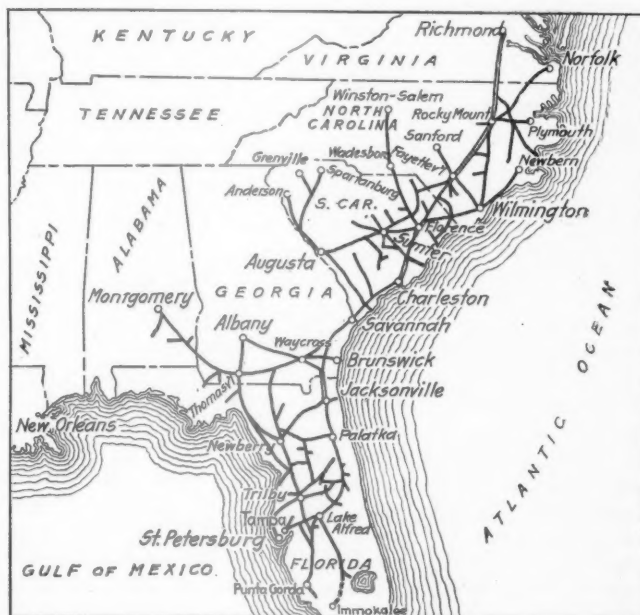 KENTUCKY
Richmond
VIRGINIA
Norfolk
TENNESSEE
Winston-Salem
NORTH
CAROLINA
Rocky Mount
Sanford
Plymouth
Wadesboro
Fayettev'l
Newbern
Grenville
Spartanburg
Anderson
S. CAR.
Wilmington
Florence
Sumter
Augusta
MISSISSIPPI
ALABAMA
GEORGIA
Charleston
Montgomery
Savannah
Albany
Waycross
Brunswick
Thomasv'l
Jacksonville
New Orleans
Newberry
Palatka
ATLANTIC OCEAN
Trilby
Tampa
Lake
Alfred
St. Petersburg
FLORIDA
GULF OF MEXICO.
Punta Gorda
Immokalee